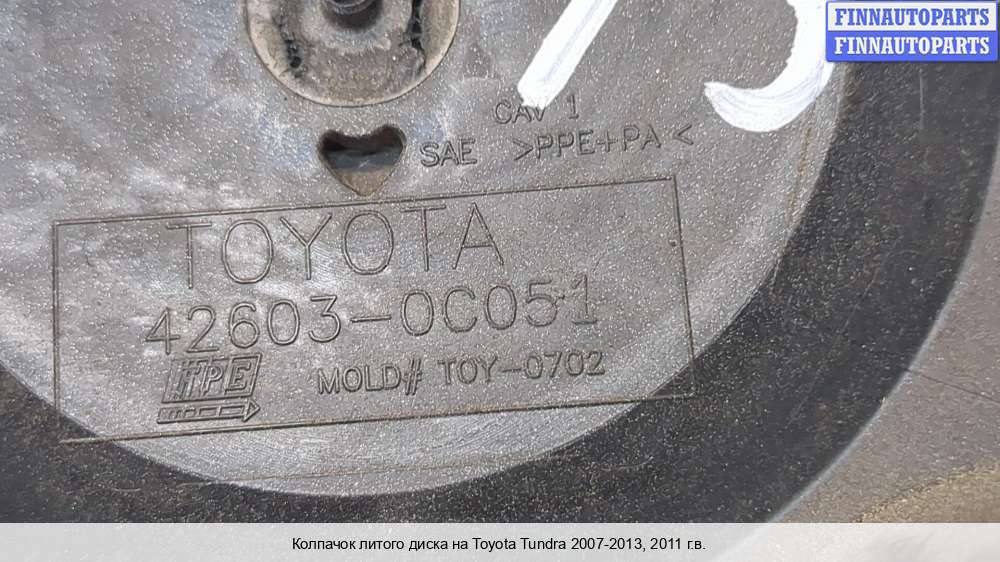 FINNAUTOPARTS
FINNAUTOPARTS
CAV 1
SAE >PPE+PA<
TOYOTA
42603-0C051
HPE
MOLD# TOY-0702
Колпачок литого диска на Toyota Tundra 2007-2013, 2011 г.в.